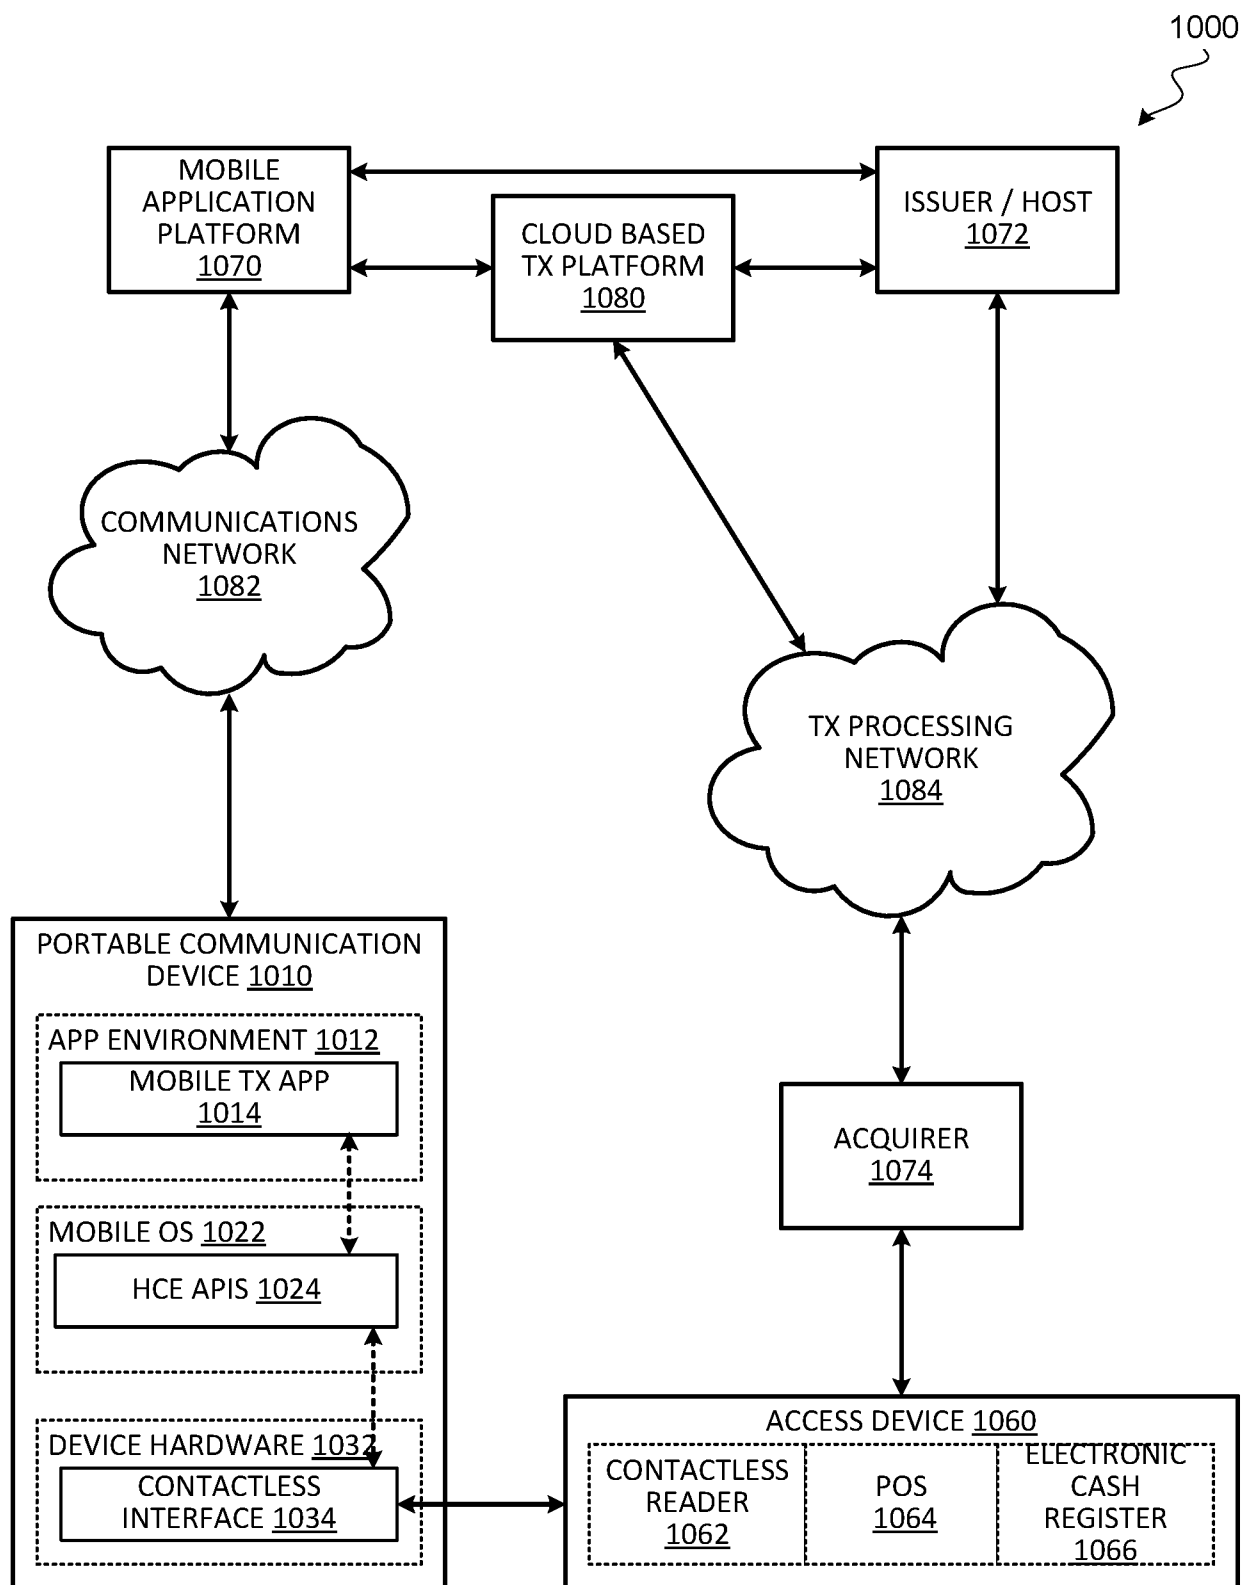 1000
MOBILE
APPLICATION
PLATFORM
1070
CLOUD BASED
TX PLATFORM
1080
ISSUER / HOST
1072
COMMUNICATIONS
NETWORK
1082
TX PROCESSING
NETWORK
1084
PORTABLE COMMUNICATION
DEVICE 1010
APP ENVIRONMENT 1012
MOBILE TX APP
1014
MOBILE OS 1022
HCE APIS 1024
DEVICE HARDWARE 1032
CONTACTLESS
INTERFACE 1034
ACQUIRER
1074
ACCESS DEVICE 1060
CONTACTLESS
READER
1062
POS
1064
ELECTRONIC
CASH
REGISTER
1066